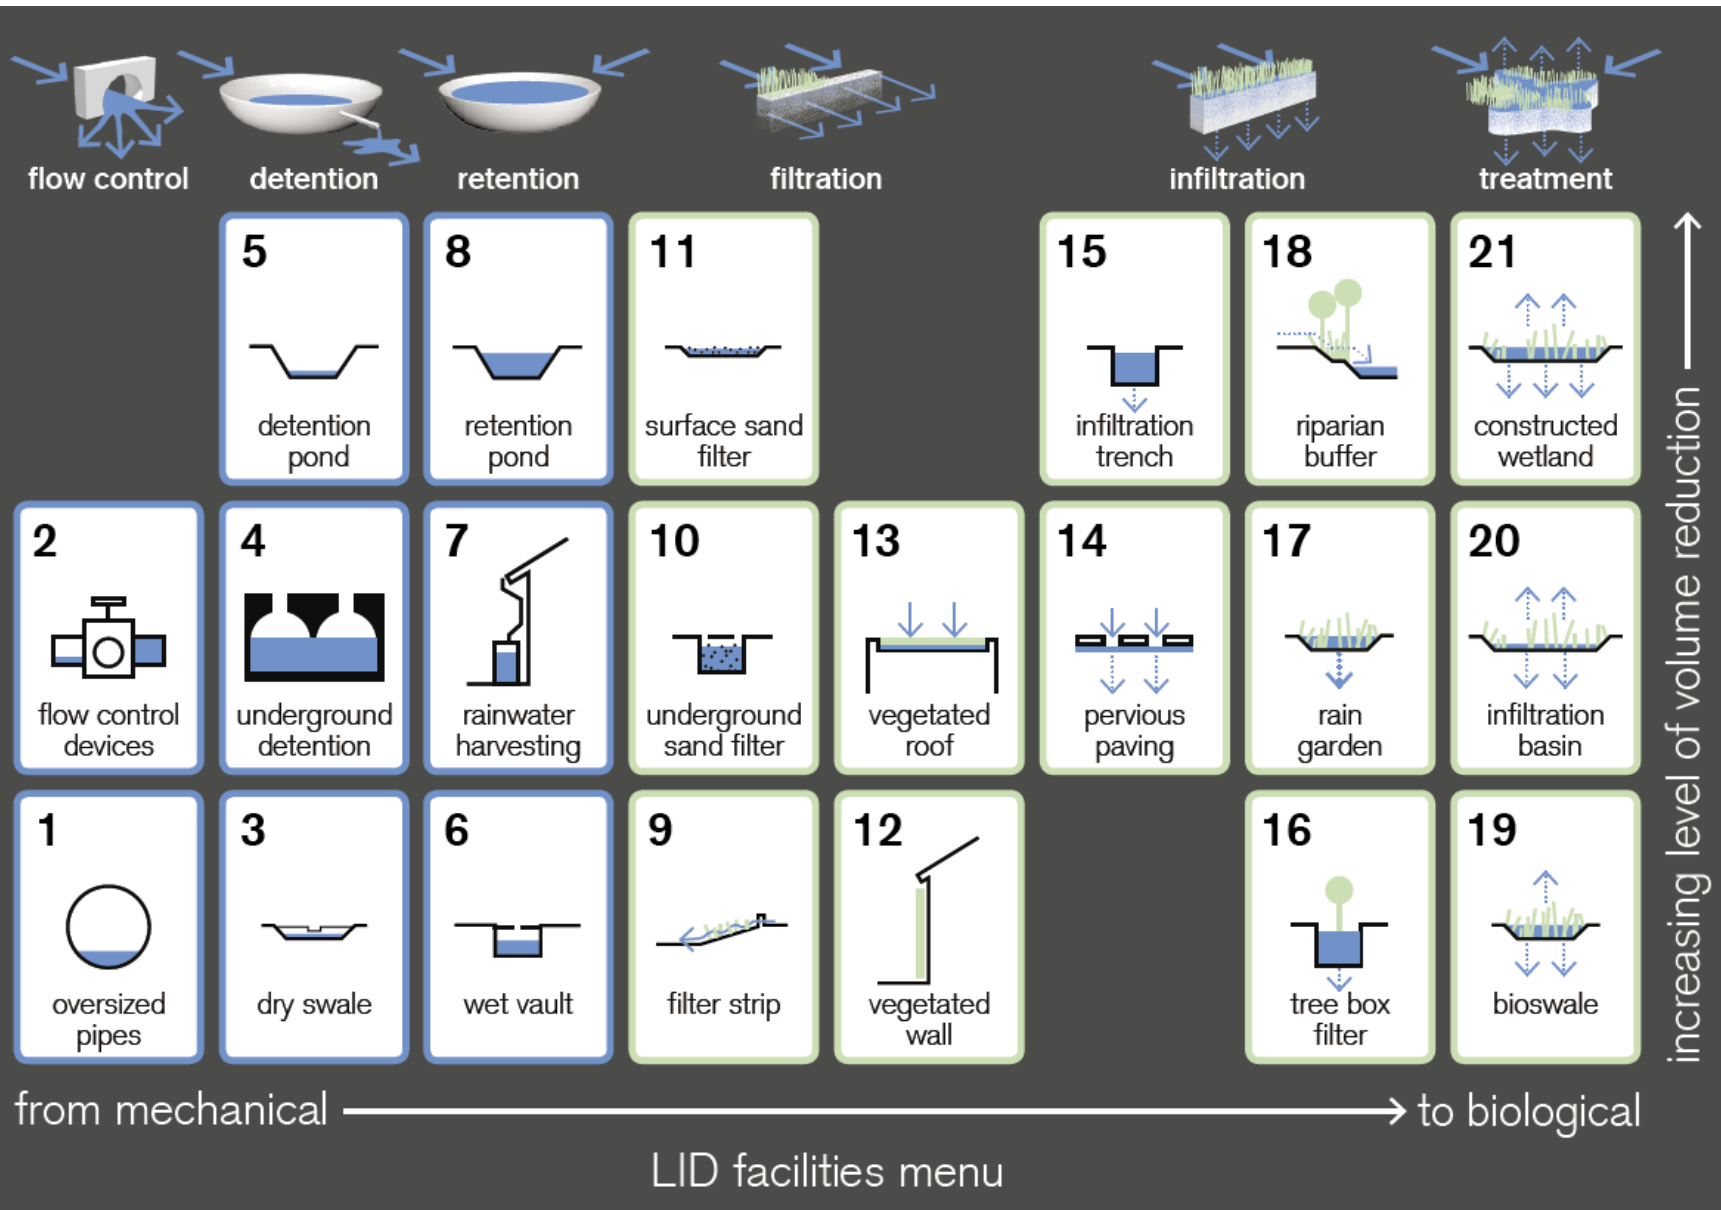 flow control
detention
retention
filtration
infiltration
treatment
5
detention
pond
8
retention
pond
11
surface sand
filter
15
infiltration
trench
18
riparian
buffer
21
constructed
wetland
2
flow control
devices
4
underground
detention
7
rainwater
harvesting
10
underground
sand filter
13
vegetated
roof
14
pervious
paving
17
rain
garden
20
infiltration
basin
1
oversized
pipes
3
dry swale
6
wet vault
9
filter strip
12
vegetated
wall
16
tree box
filter
19
bioswale
increasing level of volume reduction
from mechanical
to biological
LID facilities menu